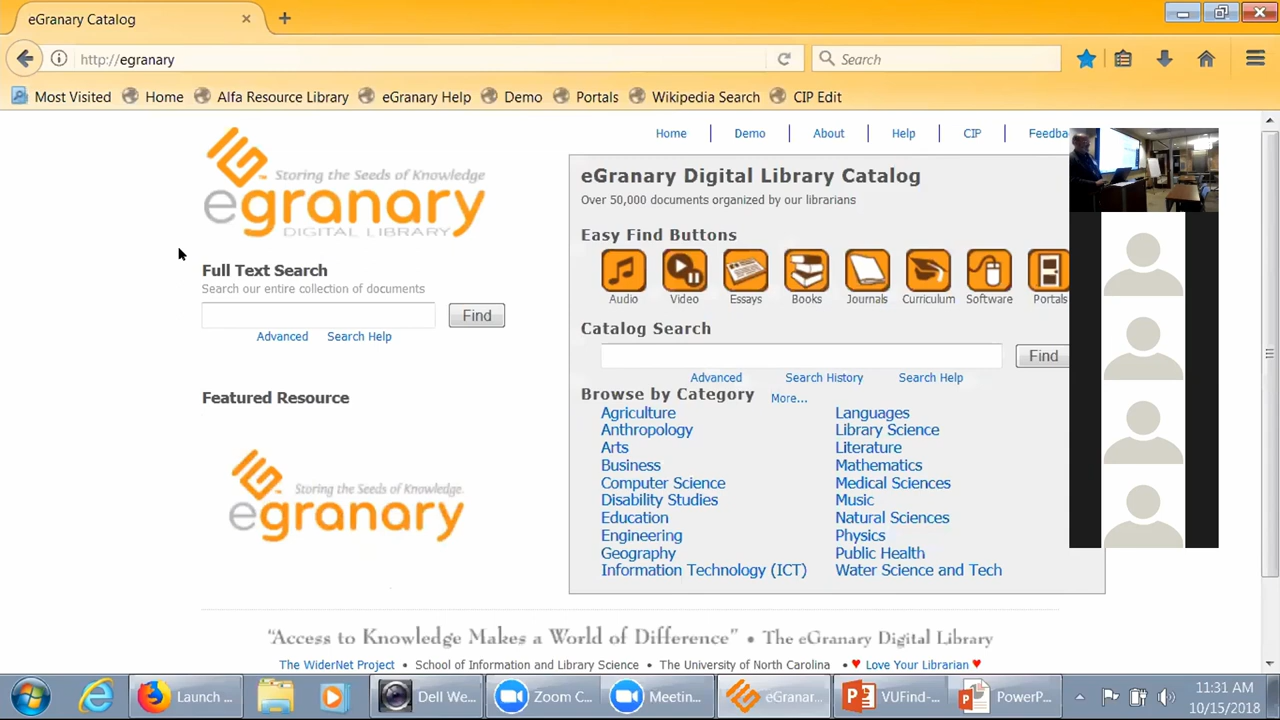 eGranary Catalog
http://egranary
Search
Most Visited Home Alfa Resource Library eGranary Help Demo Portals Wikipedia Search CIP Edit
Home Demo About Help CIP Feedba
Storing the Seeds of Knowledge
egranary
DIGITAL LIBRARY
eGranary Digital Library Catalog
Over 50,000 documents organized by our librarians
Easy Find Buttons
Audio Video Essays Books Journals Curriculum Software Portals
Full Text Search
Search our entire collection of documents
Find
Advanced Search Help
Catalog Search
Find
Advanced Search History Search Help
Browse by Category More...
Agriculture
Anthropology
Arts
Business
Computer Science
Disability Studies
Education
Engineering
Geography
Information Technology (ICT)
Languages
Library Science
Literature
Mathematics
Medical Sciences
Music
Natural Sciences
Physics
Public Health
Water Science and Tech
Featured Resource
Storing the Seeds of Knowledge.
egranary
“Access to Knowledge Makes a World of Difference” • The eGranary Digital Library
The WiderNet Project • School of Information and Library Science • The University of North Carolina • ♥ Love Your Librarian ♥
Launch ... Dell We... Zoom C... Meetin... eGranar... VUFind-... PowerP...
11:31 AM
10/15/2018